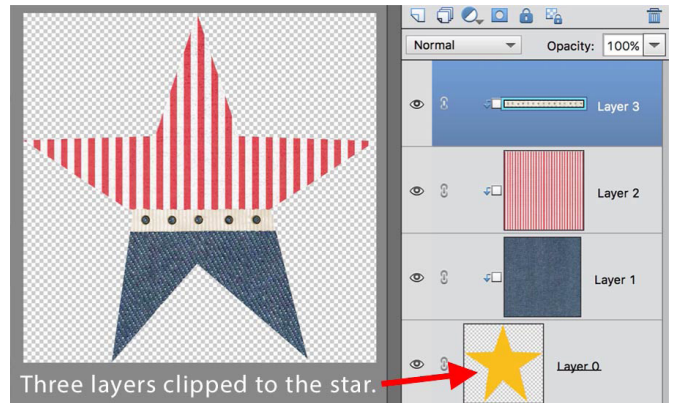 Normal Opacity: 100%
Layer 3
Layer 2
Layer 1
Layer 0
Three layers clipped to the star.